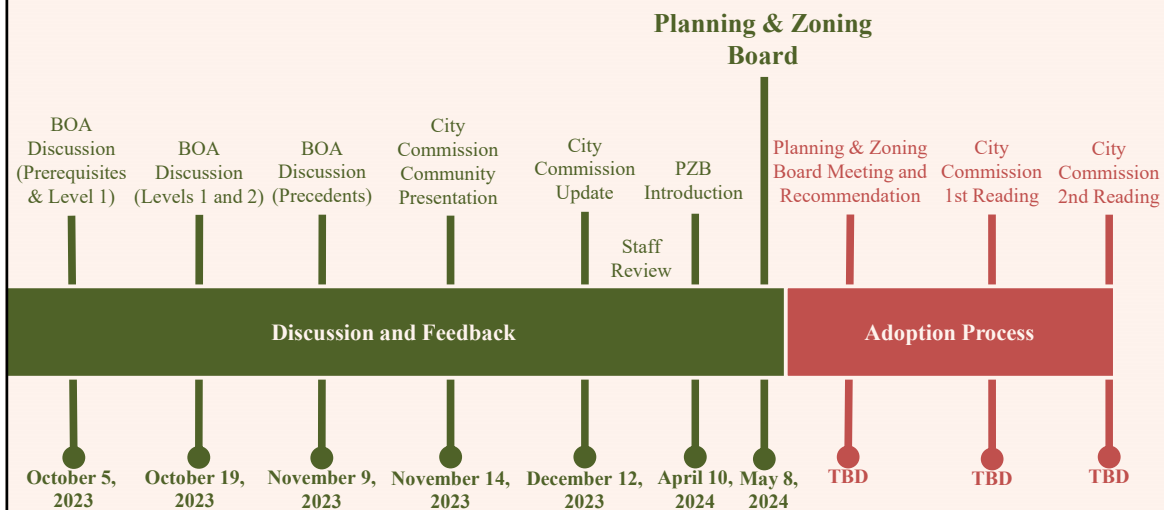 Planning & Zoning
Board
BOA
Discussion
(Prerequisites
& Level 1)
BOA
Discussion
(Levels 1 and 2)
BOA
Discussion
(Precedents)
City
Commission
Community
Presentation
City
Commission
Update
Staff
Review
PZB
Introduction
Planning & Zoning
Board Meeting and
Recommendation
City
Commission
1st Reading
City
Commission
2nd Reading
Discussion and Feedback
Adoption Process
October 5,
2023
October 19,
2023
November 9,
2023
November 14,
2023
December 12,
2023
April 10,
2024
May 8,
2024
TBD
TBD
TBD